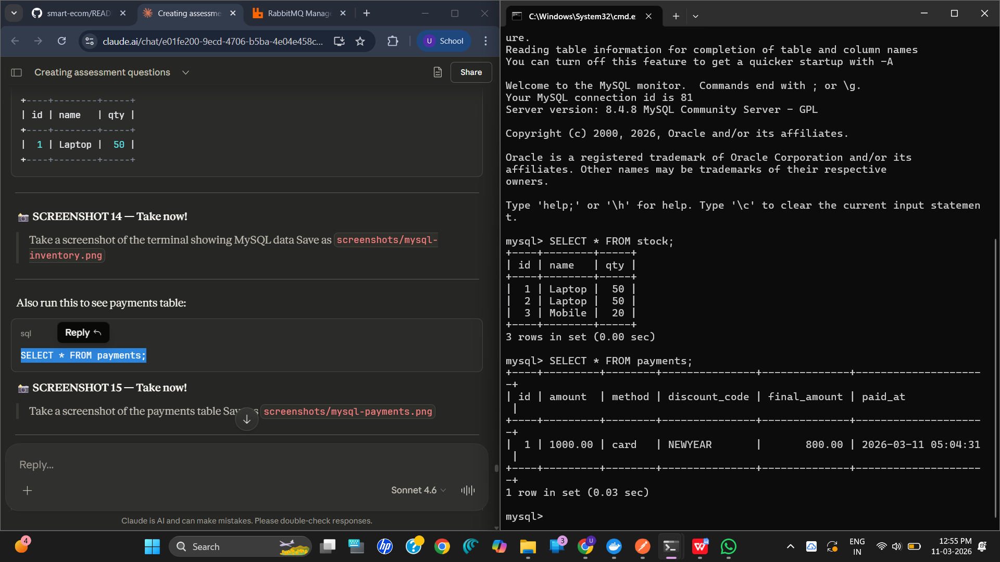 smart-ecom/READ
Creating assessme
RabbitMQ Manag
claude.ai/chat/e01fe200-9ecd-4706-b5ba-4e04e458c...
U School
Creating assessment questions
Share
+----+--------+-----+
| id | name   | qty |
+----+--------+-----+
|  1 | Laptop |  50 |
+----+--------+-----+
📷 SCREENSHOT 14 — Take now!
Take a screenshot of the terminal showing MySQL data Save as screenshots/mysql-
inventory.png
Also run this to see payments table:
sql
Reply
SELECT * FROM payments;
📷 SCREENSHOT 15 — Take now!
Take a screenshot of the payments table Sav s screenshots/mysql-payments.png
Reply...
Sonnet 4.6
Claude is AI and can make mistakes. Please double-check responses.
C:\Windows\System32\cmd.e
ure.
Reading table information for completion of table and column names
You can turn off this feature to get a quicker startup with -A
Welcome to the MySQL monitor.  Commands end with ; or \g.
Your MySQL connection id is 81
Server version: 8.4.8 MySQL Community Server - GPL
Copyright (c) 2000, 2026, Oracle and/or its affiliates.
Oracle is a registered trademark of Oracle Corporation and/or its
affiliates. Other names may be trademarks of their respective
owners.
Type 'help;' or '\h' for help. Type '\c' to clear the current input statemen
t.
mysql> SELECT * FROM stock;
+----+--------+-----+
| id | name   | qty |
+----+--------+-----+
|  1 | Laptop |  50 |
|  2 | Laptop |  50 |
|  3 | Mobile |  20 |
+----+--------+-----+
3 rows in set (0.00 sec)
mysql> SELECT * FROM payments;
+----+---------+--------+---------------+--------------+--------------------
-+
| id | amount  | method | discount_code | final_amount | paid_at
 |
+----+---------+--------+---------------+--------------+--------------------
-+
|  1 | 1000.00 | card   | NEWYEAR       |       800.00 | 2026-03-11 05:04:31
 |
+----+---------+--------+---------------+--------------+--------------------
-+
1 row in set (0.03 sec)
mysql>
4
Search
hp
3
U
W
ENG
IN
12:55 PM
11-03-2026